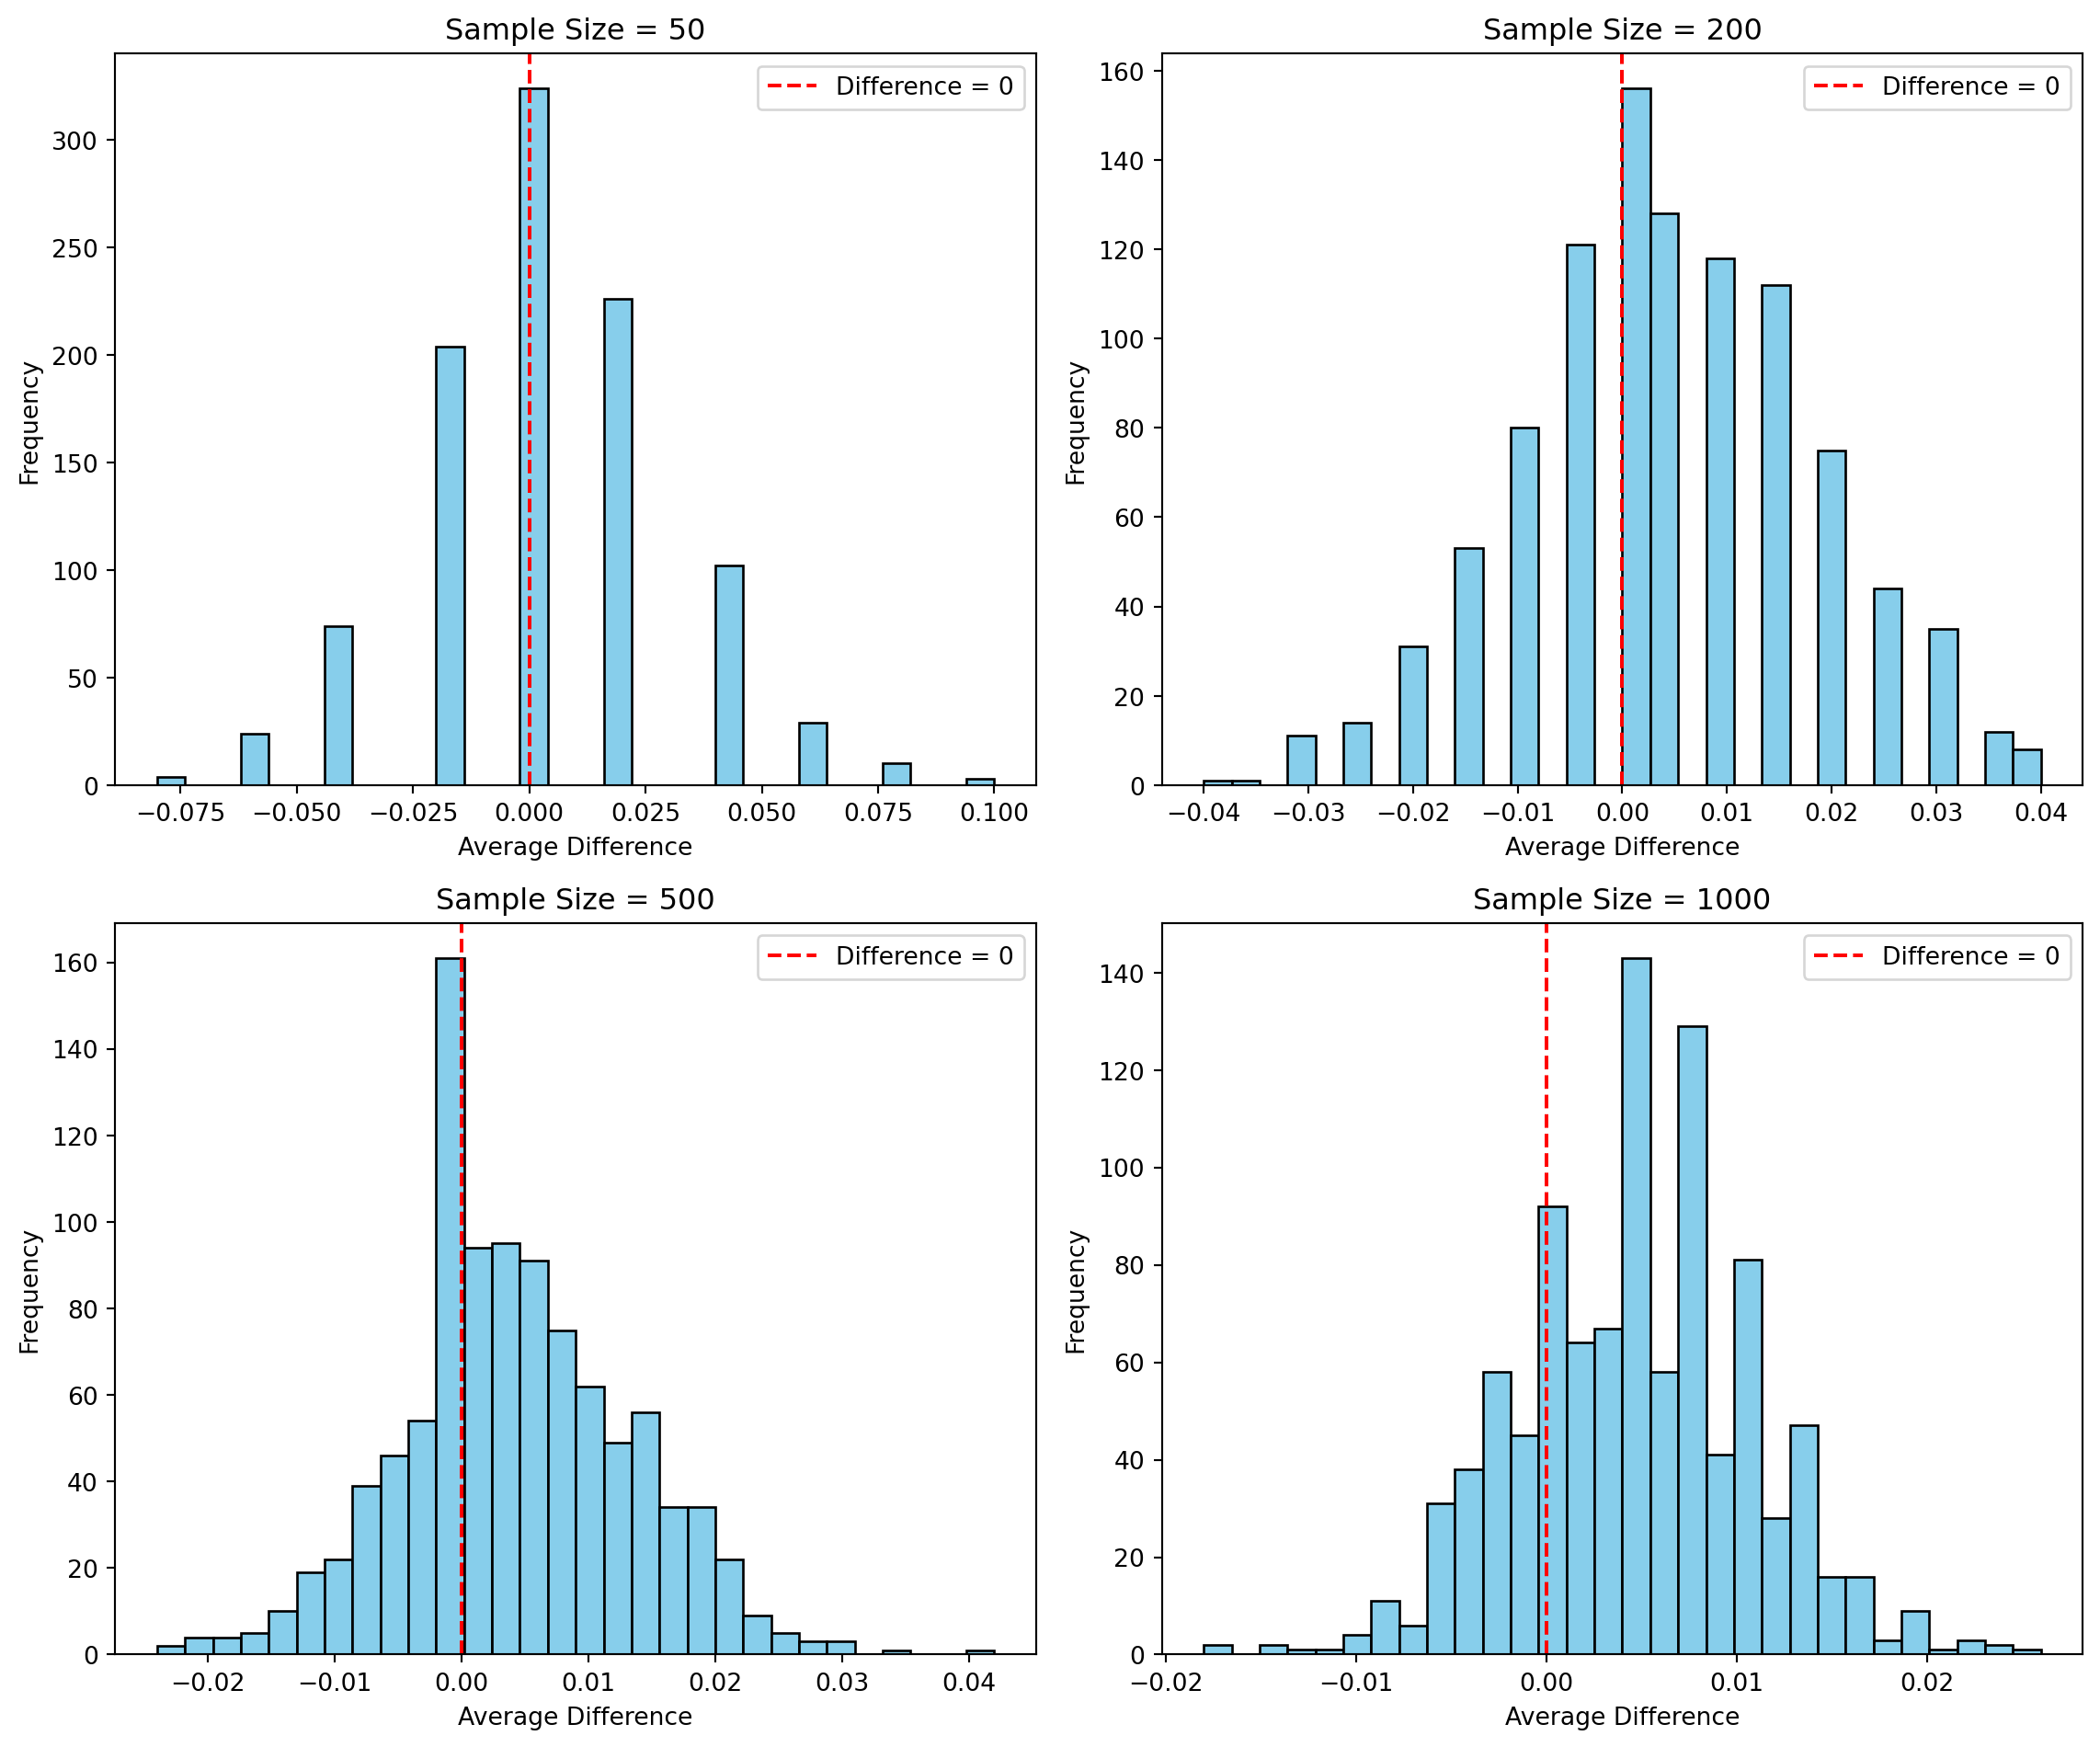 Sample Size = 50
Difference = 0
Frequency
300
250
200
150
100
50
0
−0.075 −0.050 −0.025 0.000 0.025 0.050 0.075 0.100
Average Difference
Sample Size = 200
Difference = 0
Frequency
160
140
120
100
80
60
40
20
0
−0.04 −0.03 −0.02 −0.01 0.00 0.01 0.02 0.03 0.04
Average Difference
Sample Size = 500
Difference = 0
Frequency
160
140
120
100
80
60
40
20
0
−0.02 −0.01 0.00 0.01 0.02 0.03 0.04
Average Difference
Sample Size = 1000
Difference = 0
Frequency
140
120
100
80
60
40
20
0
−0.02 −0.01 0.00 0.01 0.02
Average Difference